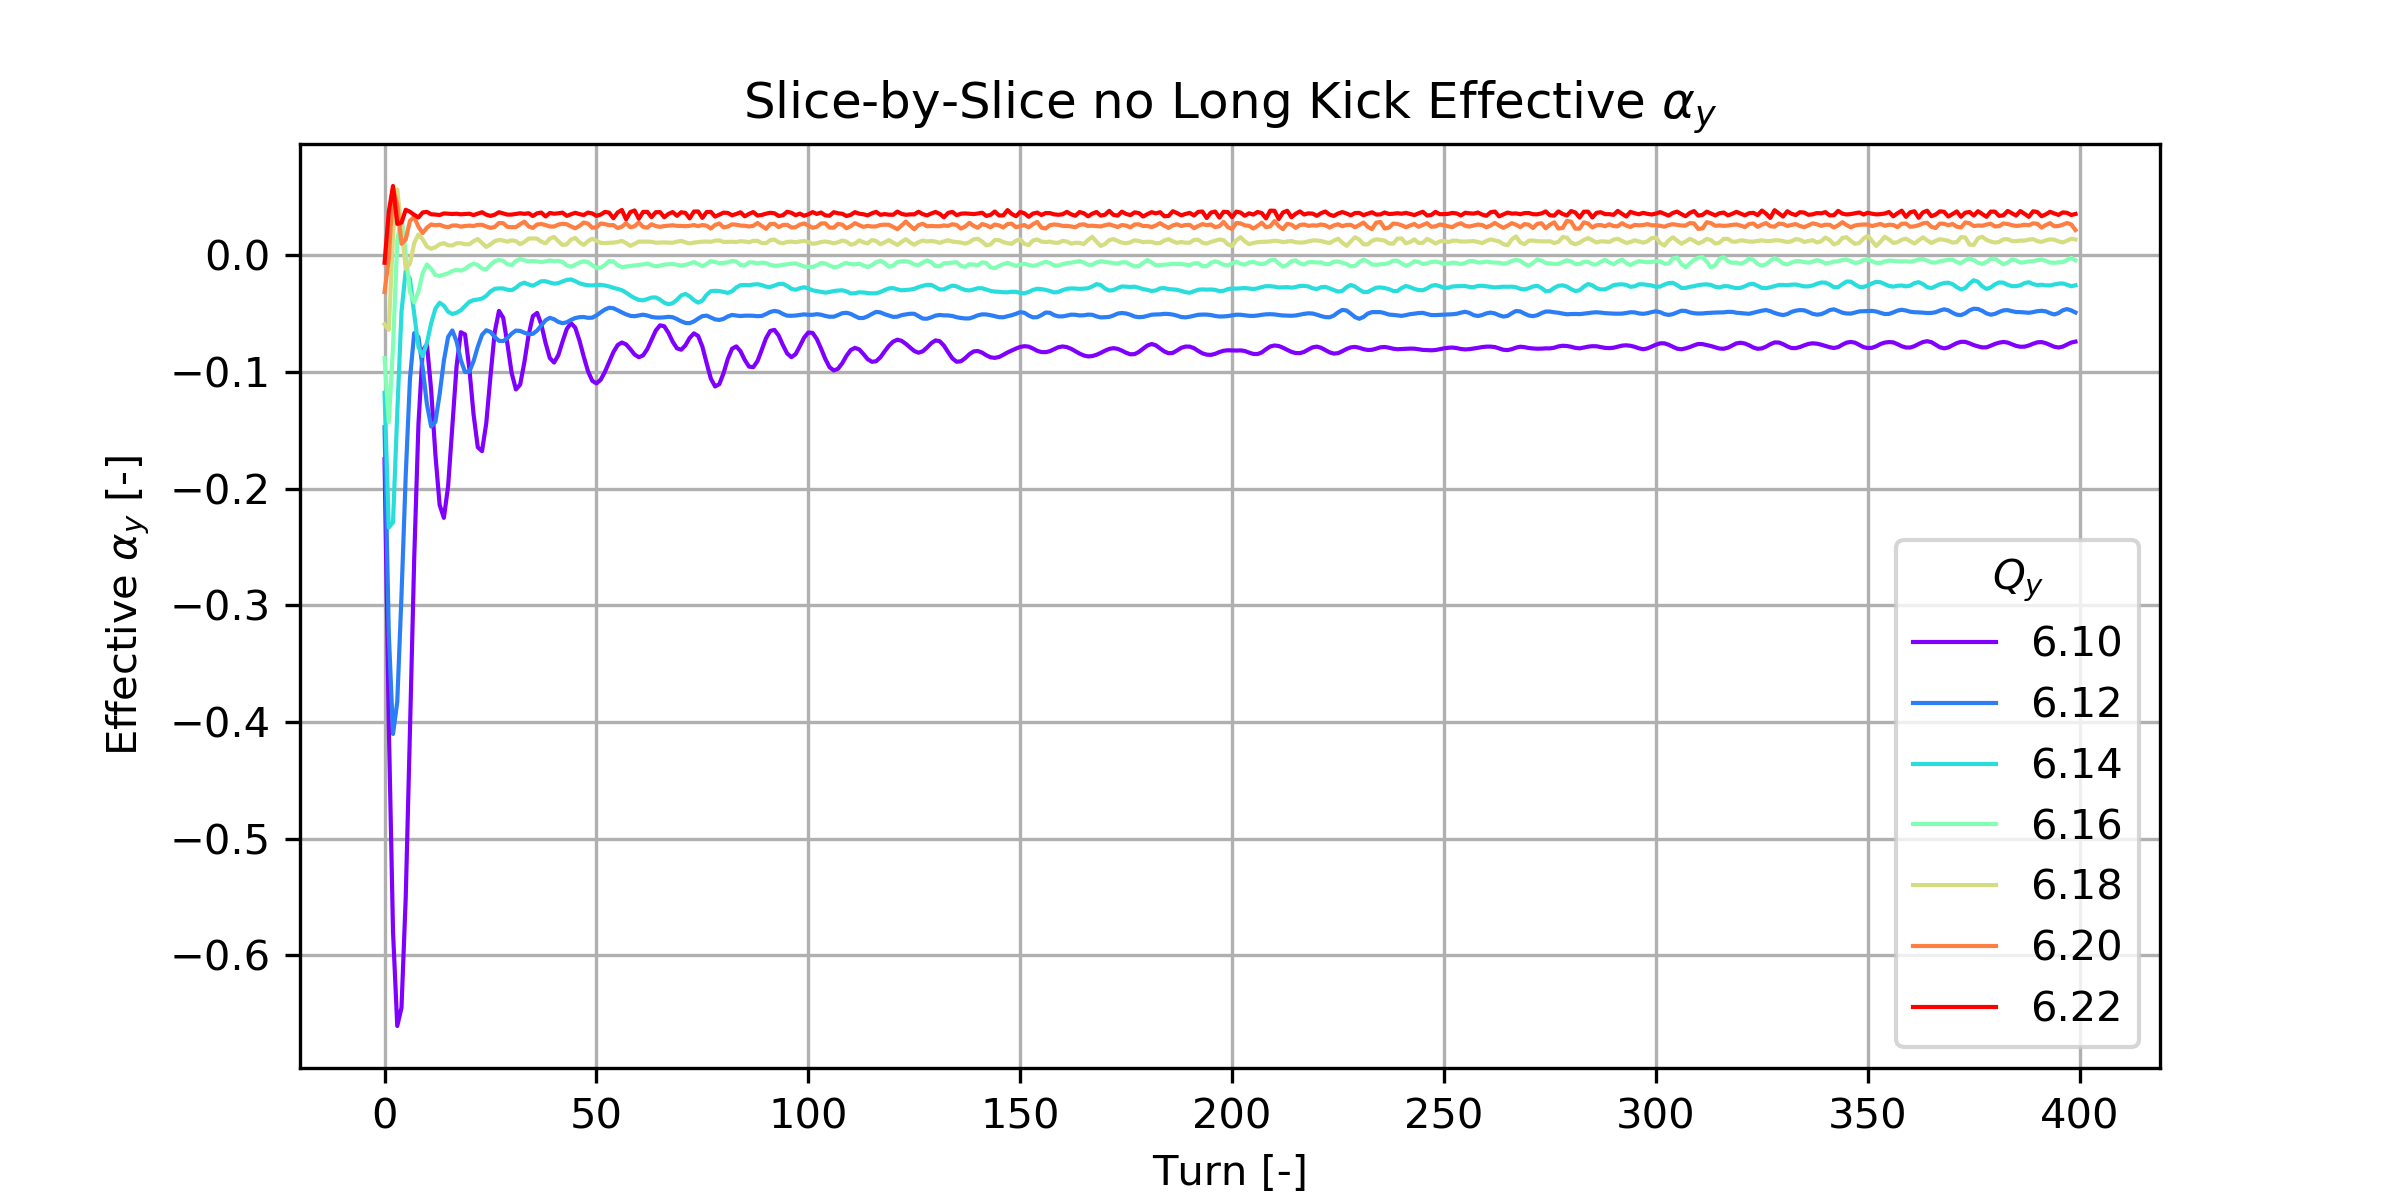 Slice-by-Slice no Long Kick Effective αy
Effective αy [-]
0.0
−0.1
−0.2
−0.3
−0.4
−0.5
−0.6
Qy
6.10
6.12
6.14
6.16
6.18
6.20
6.22
0 50 100 150 200 250 300 350 400
Turn [-]